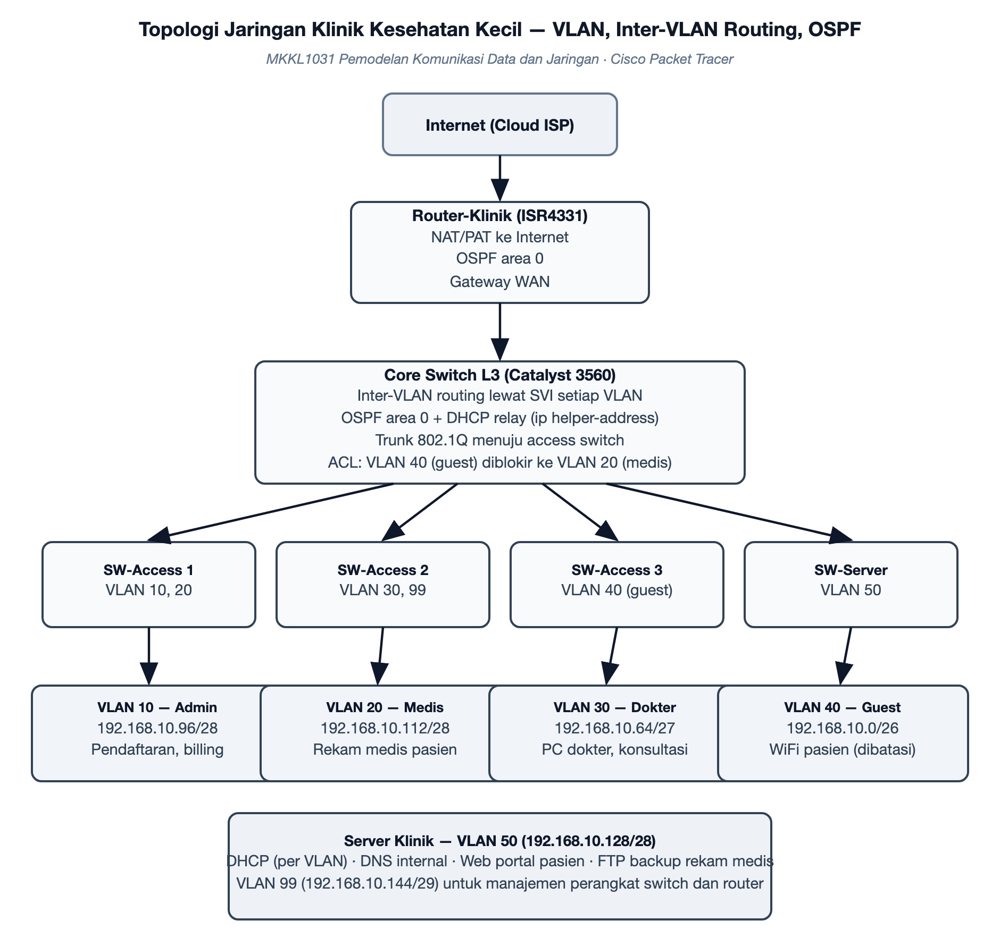 Topologi Jaringan Klinik Kesehatan Kecil — VLAN, Inter-VLAN Routing, OSPF
MKKL1031 Pemodelan Komunikasi Data dan Jaringan · Cisco Packet Tracer
Internet (Cloud ISP)
Router-Klinik (ISR4331)
NAT/PAT ke Internet
OSPF area 0
Gateway WAN
Core Switch L3 (Catalyst 3560)
Inter-VLAN routing lewat SVI setiap VLAN
OSPF area 0 + DHCP relay (ip helper-address)
Trunk 802.1Q menuju access switch
ACL: VLAN 40 (guest) diblokir ke VLAN 20 (medis)
SW-Access 1
VLAN 10, 20
SW-Access 2
VLAN 30, 99
SW-Access 3
VLAN 40 (guest)
SW-Server
VLAN 50
VLAN 10 — Admin
192.168.10.96/28
Pendaftaran, billing
VLAN 20 — Medis
192.168.10.112/28
Rekam medis pasien
VLAN 30 — Dokter
192.168.10.64/27
PC dokter, konsultasi
VLAN 40 — Guest
192.168.10.0/26
WiFi pasien (dibatasi)
Server Klinik — VLAN 50 (192.168.10.128/28)
DHCP (per VLAN) · DNS internal · Web portal pasien · FTP backup rekam medis
VLAN 99 (192.168.10.144/29) untuk manajemen perangkat switch dan router